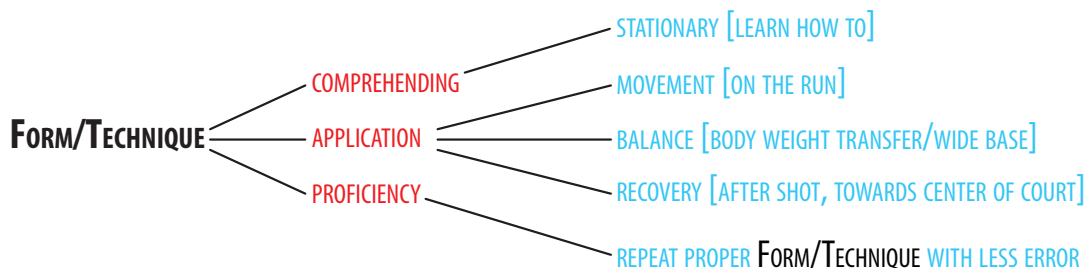 FORM/TECHNIQUE
COMPREHENDING
APPLICATION
PROFICIENCY
STATIONARY [LEARN HOW TO]
MOVEMENT [ON THE RUN]
BALANCE [BODY WEIGHT TRANSFER/WIDE BASE]
RECOVERY [AFTER SHOT, TOWARDS CENTER OF COURT]
REPEAT PROPER FORM/TECHNIQUE WITH LESS ERROR